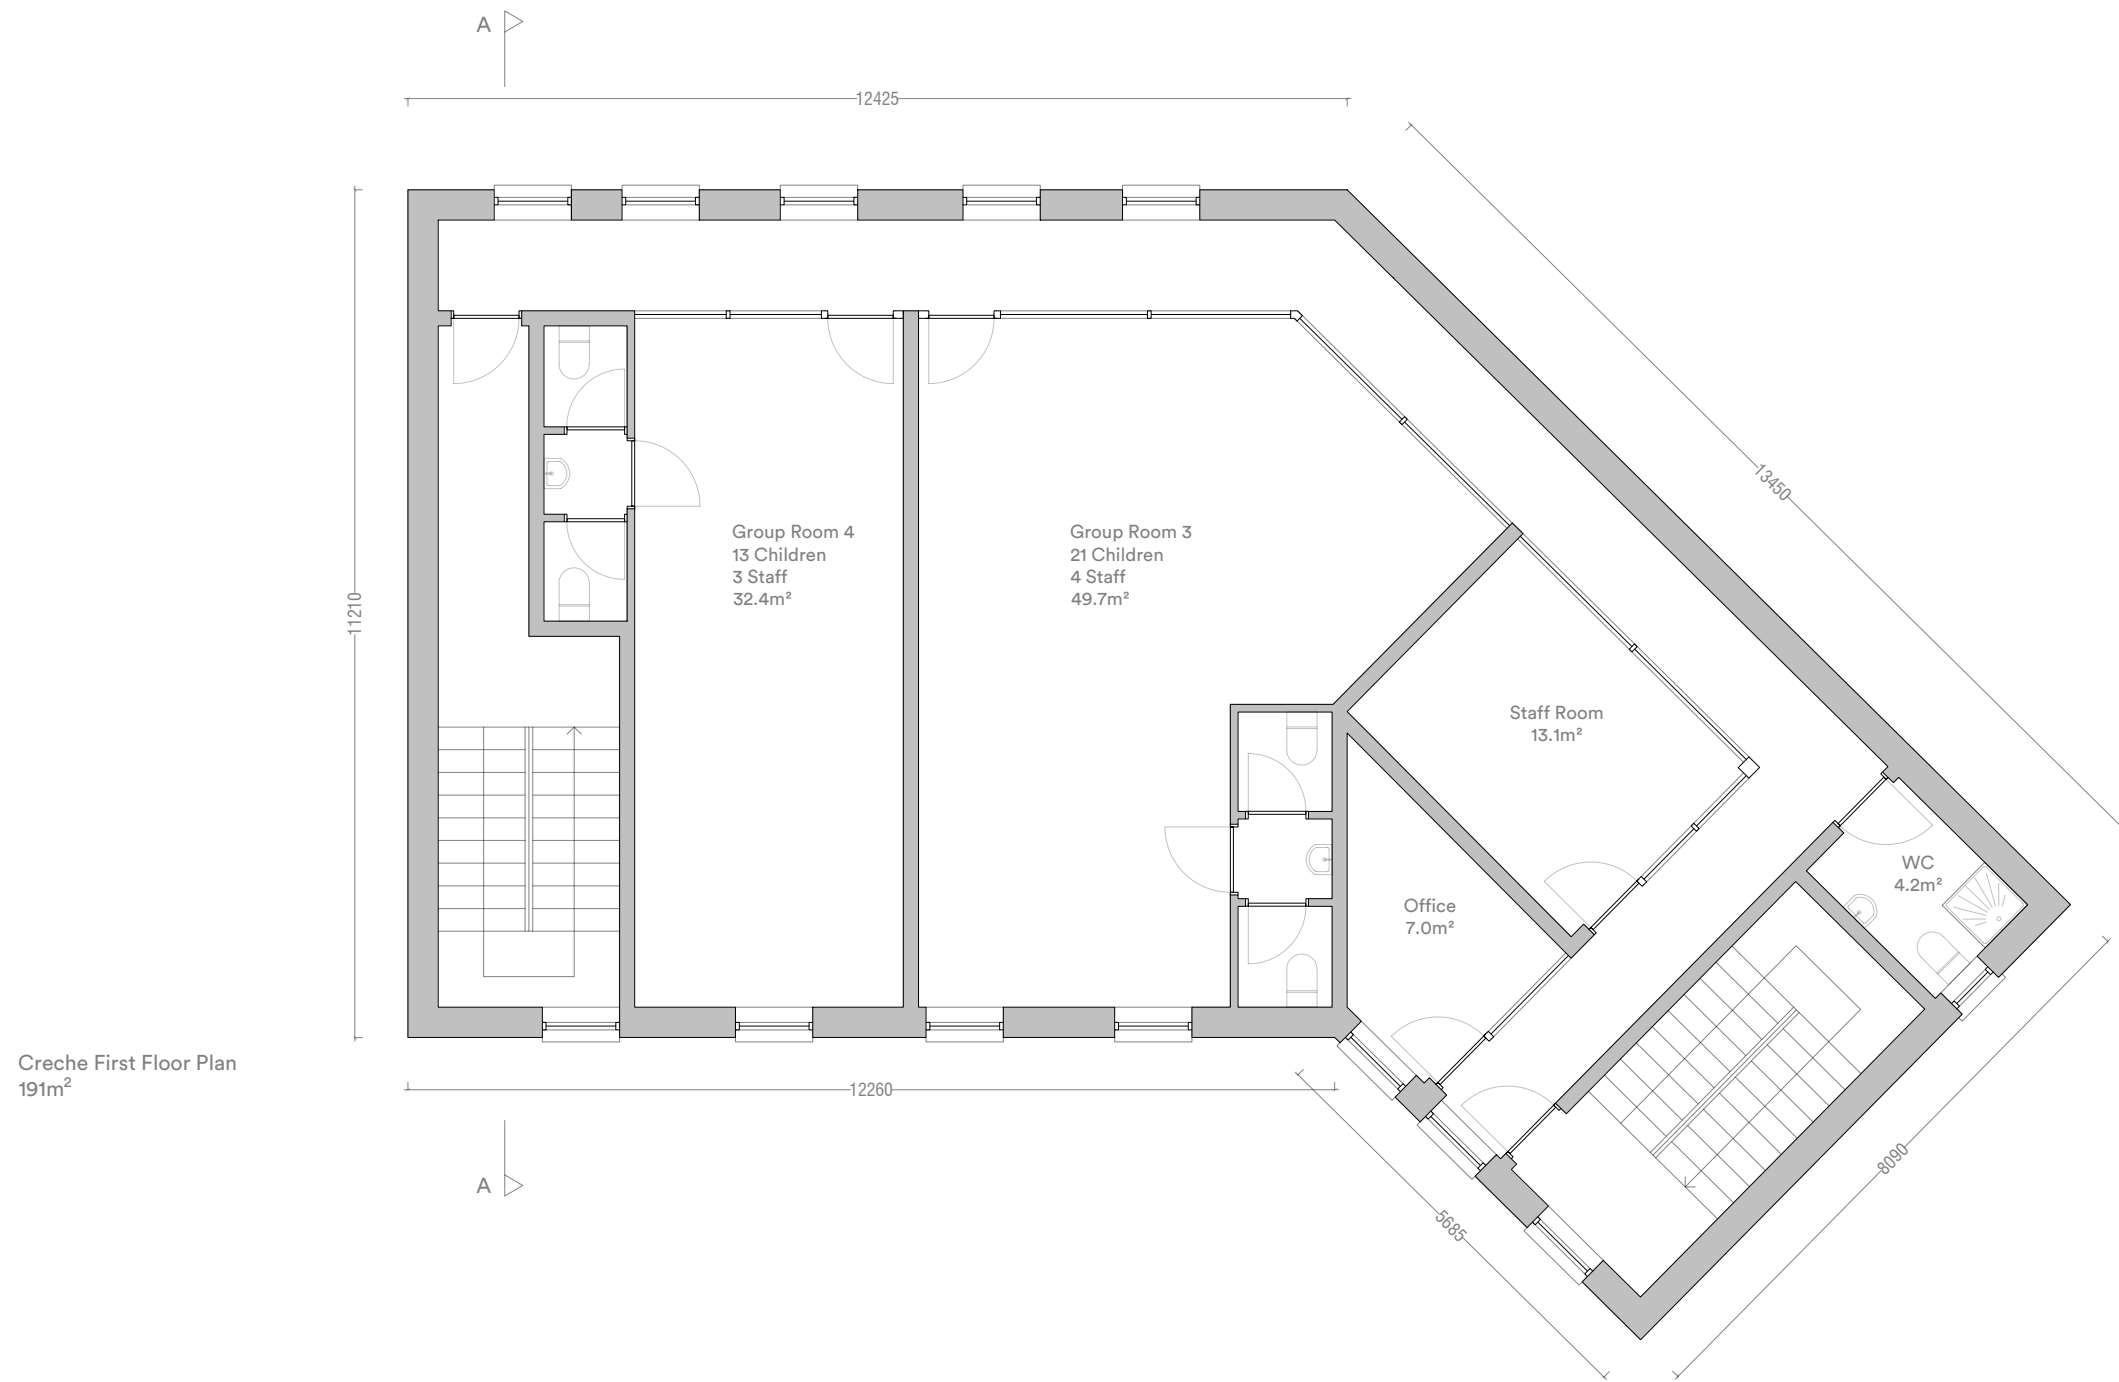 A
12425
13450
11210
Group Room 4
13 Children
3 Staff
32.4m²
Group Room 3
21 Children
4 Staff
49.7m²
Staff Room
13.1m²
WC
4.2m²
Office
7.0m²
Creche First Floor Plan
191m²
12260
8090
5685
A